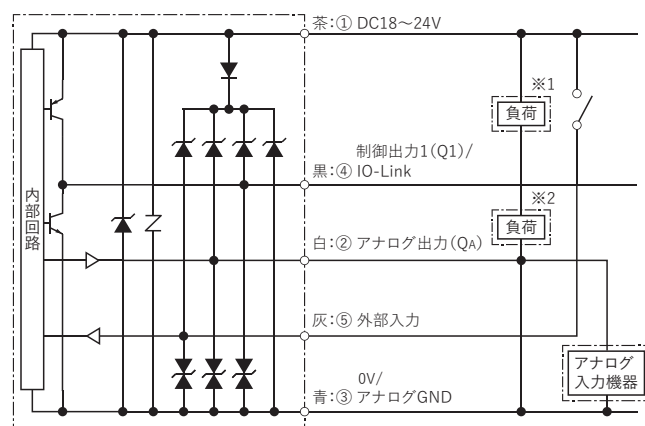 茶：① DC18～24V
※1
負荷
制御出力1(Q1)/
黒：④ IO-Link
※2
負荷
内部回路
白：② アナログ出力(QA)
灰：⑤ 外部入力
アナログ
入力機器
0V/
青：③ アナログGND